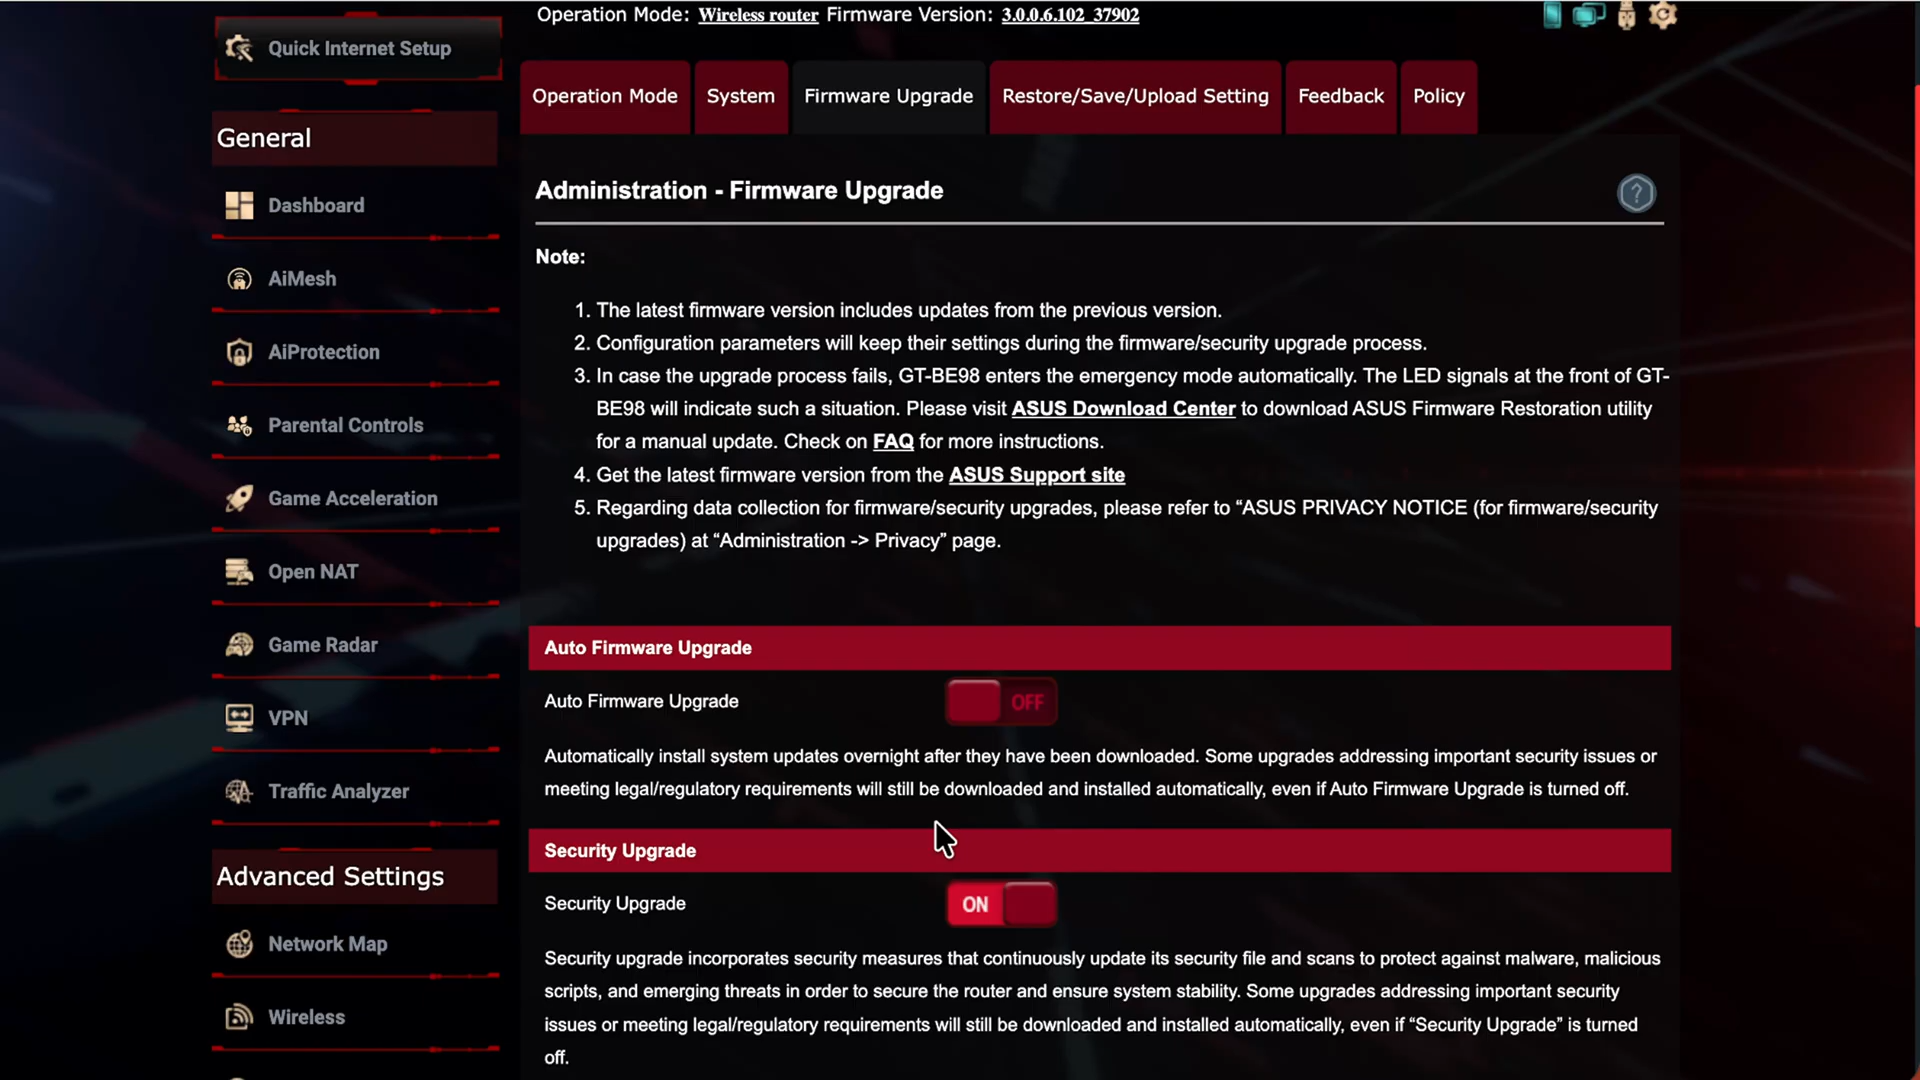 Operation Mode: Wireless router Firmware Version: 3.0.0.6.102_37902
Quick Internet Setup
General
Dashboard
AiMesh
AiProtection
Parental Controls
Game Acceleration
Open NAT
Game Radar
VPN
Traffic Analyzer
Advanced Settings
Network Map
Wireless
Operation Mode System Firmware Upgrade Restore/Save/Upload Setting Feedback Policy
Administration - Firmware Upgrade
?
Note:
1. The latest firmware version includes updates from the previous version.
2. Configuration parameters will keep their settings during the firmware/security upgrade process.
3. In case the upgrade process fails, GT-BE98 enters the emergency mode automatically. The LED signals at the front of GT-
BE98 will indicate such a situation. Please visit ASUS Download Center to download ASUS Firmware Restoration utility
for a manual update. Check on FAQ for more instructions.
4. Get the latest firmware version from the ASUS Support site
5. Regarding data collection for firmware/security upgrades, please refer to “ASUS PRIVACY NOTICE (for firmware/security
upgrades) at “Administration -> Privacy” page.
Auto Firmware Upgrade
Auto Firmware Upgrade OFF
Automatically install system updates overnight after they have been downloaded. Some upgrades addressing important security issues or
meeting legal/regulatory requirements will still be downloaded and installed automatically, even if Auto Firmware Upgrade is turned off.
Security Upgrade
Security Upgrade ON
Security upgrade incorporates security measures that continuously update its security file and scans to protect against malware, malicious
scripts, and emerging threats in order to secure the router and ensure system stability. Some upgrades addressing important security
issues or meeting legal/regulatory requirements will still be downloaded and installed automatically, even if “Security Upgrade” is turned
off.